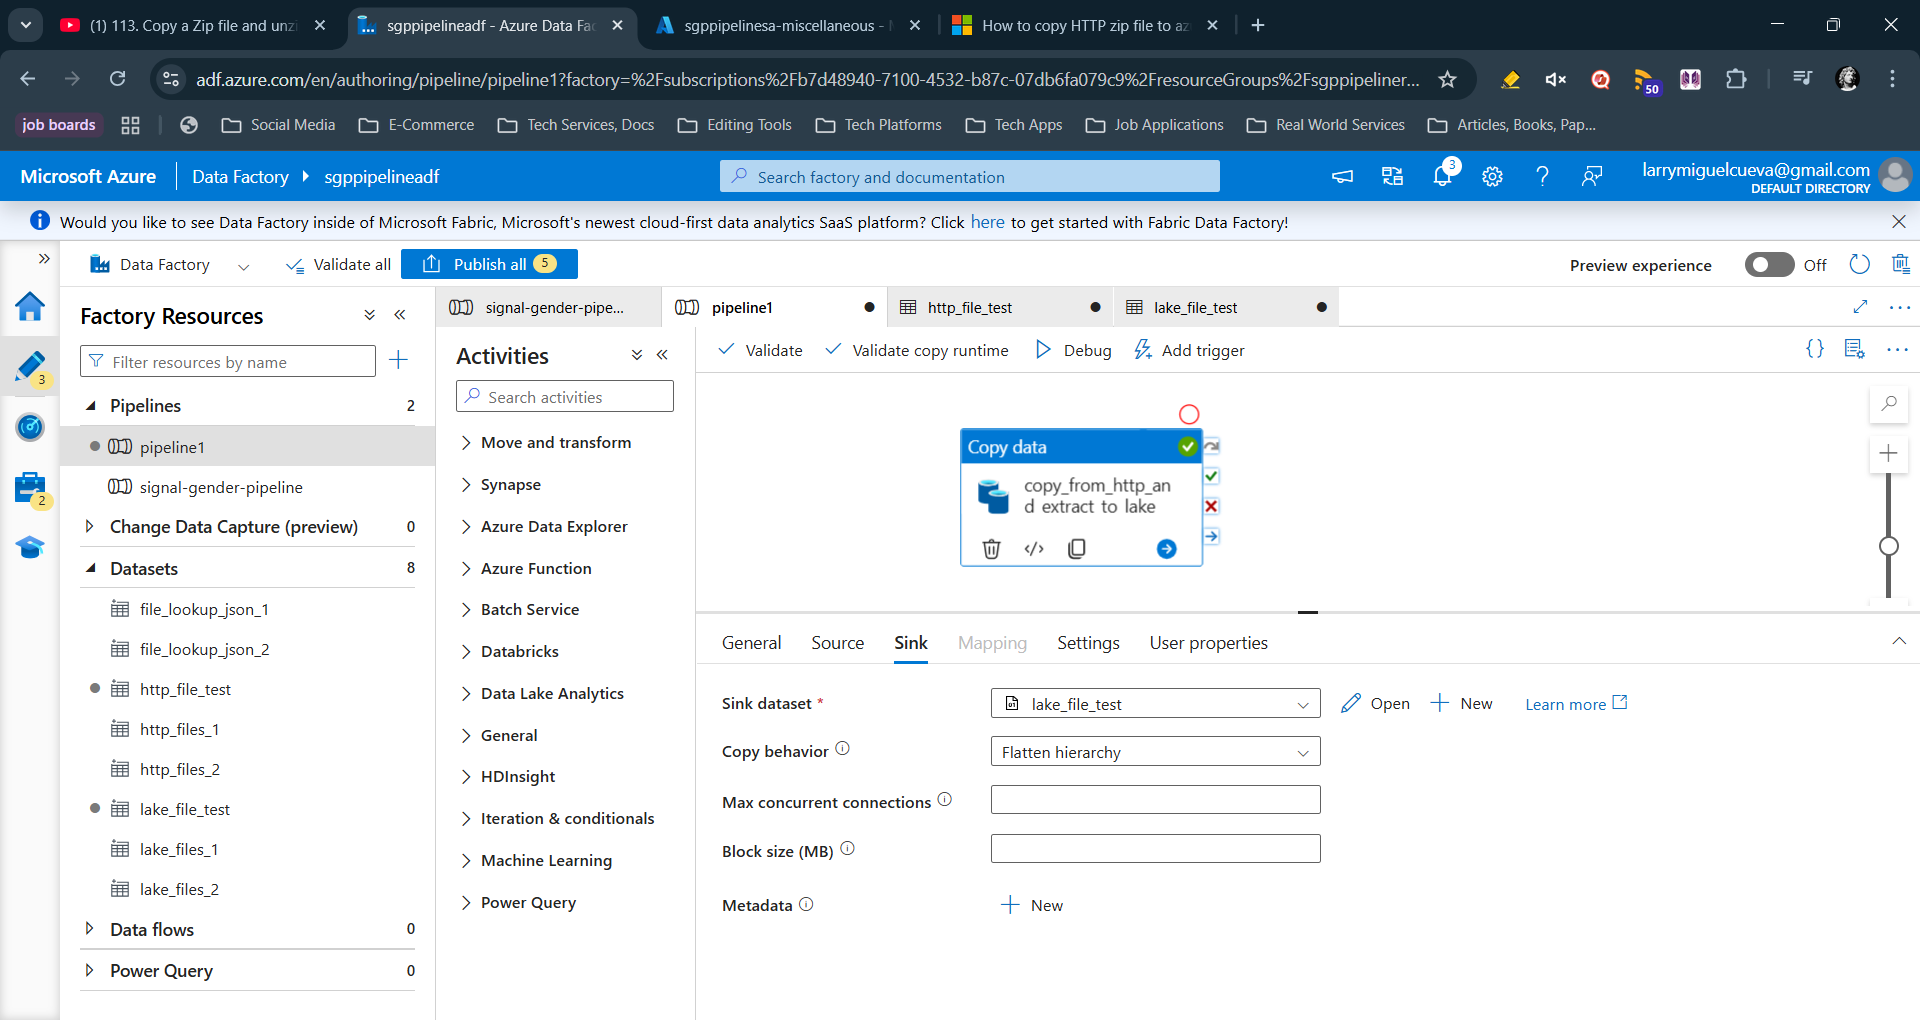 (1) 113. Copy a Zip file and unzi
sgppipelineadf - Azure Data Fac
sgppipelinesa-miscellaneous - M
How to copy HTTP zip file to az
adf.azure.com/en/authoring/pipeline/pipeline1?factory=%2Fsubscriptions%2Fb7d48940-7100-4532-b87c-07db6fa079c9%2FresourceGroups%2Fsgppipeliner...
50
job boards
Social Media
E-Commerce
Tech Services, Docs
Editing Tools
Tech Platforms
Tech Apps
Job Applications
Real World Services
Articles, Books, Pap...
Microsoft Azure
Data Factory
sgppipelineadf
Search factory and documentation
3
larrymiguelcueva@gmail.com
DEFAULT DIRECTORY
Would you like to see Data Factory inside of Microsoft Fabric, Microsoft's newest cloud-first data analytics SaaS platform? Click here to get started with Fabric Data Factory!
Data Factory
Validate all
Publish all 5
Preview experience
Off
3
2
Factory Resources
Filter resources by name
Pipelines 2
pipeline1
signal-gender-pipeline
Change Data Capture (preview) 0
Datasets 8
file_lookup_json_1
file_lookup_json_2
http_file_test
http_files_1
http_files_2
lake_file_test
lake_files_1
lake_files_2
Data flows 0
Power Query 0
signal-gender-pipe...
pipeline1
http_file_test
lake_file_test
Activities
Search activities
Move and transform
Synapse
Azure Data Explorer
Azure Function
Batch Service
Databricks
Data Lake Analytics
General
HDInsight
Iteration & conditionals
Machine Learning
Power Query
Validate
Validate copy runtime
Debug
Add trigger
Copy data
copy_from_http_an
d extract to lake
General
Source
Sink
Mapping
Settings
User properties
Sink dataset *
lake_file_test
Open
New
Learn more
Copy behavior
Flatten hierarchy
Max concurrent connections
Block size (MB)
Metadata
New